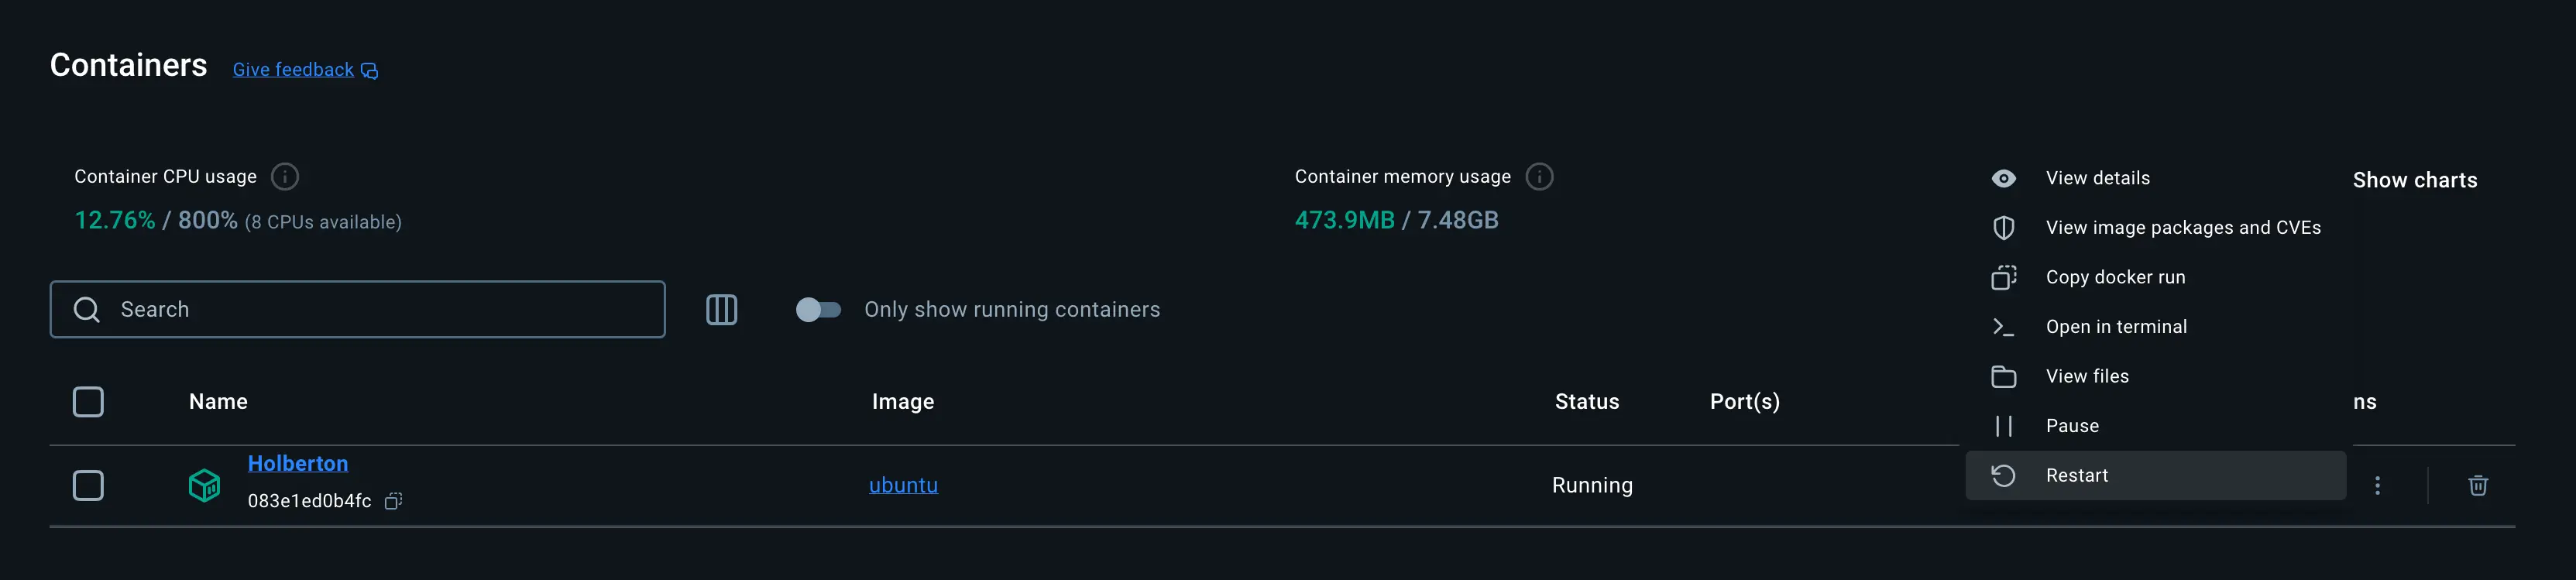 Containers Give feedback
Container CPU usage
12.76% / 800% (8 CPUs available)
Container memory usage
473.9MB / 7.48GB
Show charts
Search
Only show running containers
Name Image Status Port(s) ns
Holberton
083e1ed0b4fc
ubuntu
Running
View details
View image packages and CVEs
Copy docker run
Open in terminal
View files
Pause
Restart